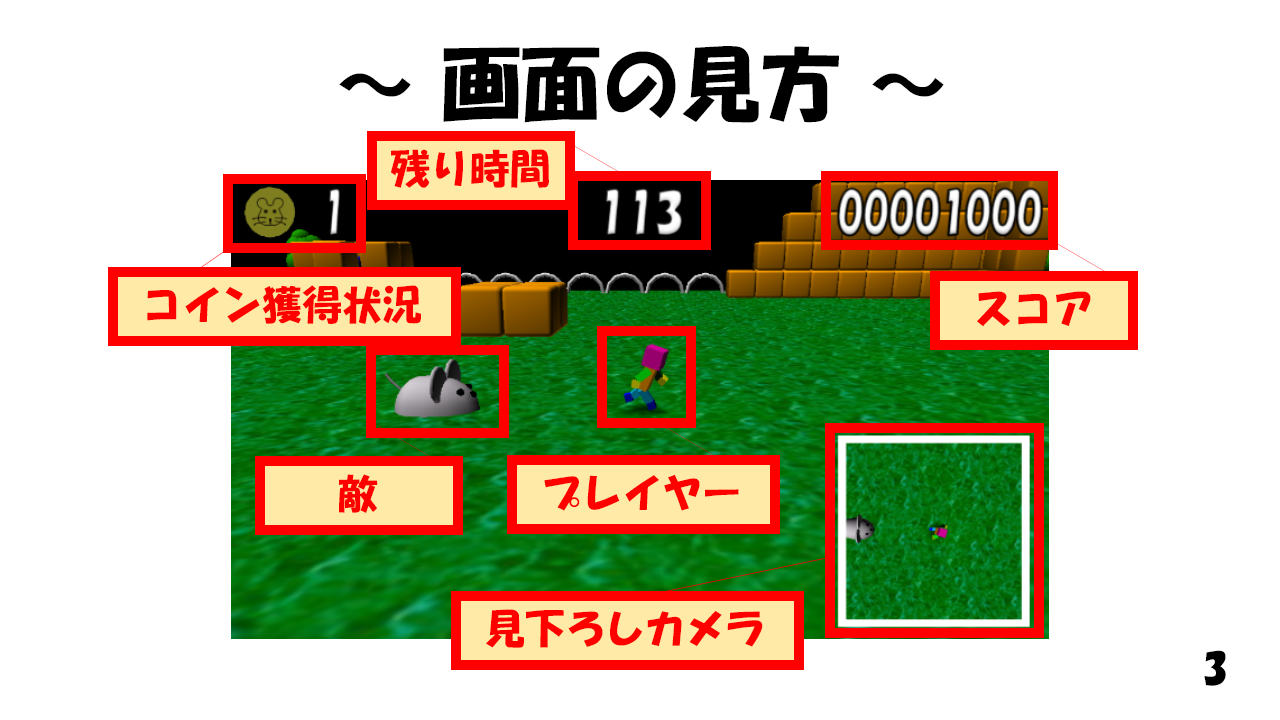 ～ 画面の見方 ～
残り時間
1
113
00001000
コイン獲得状況
スコア
敵
プレイヤー
見下ろしカメラ
3